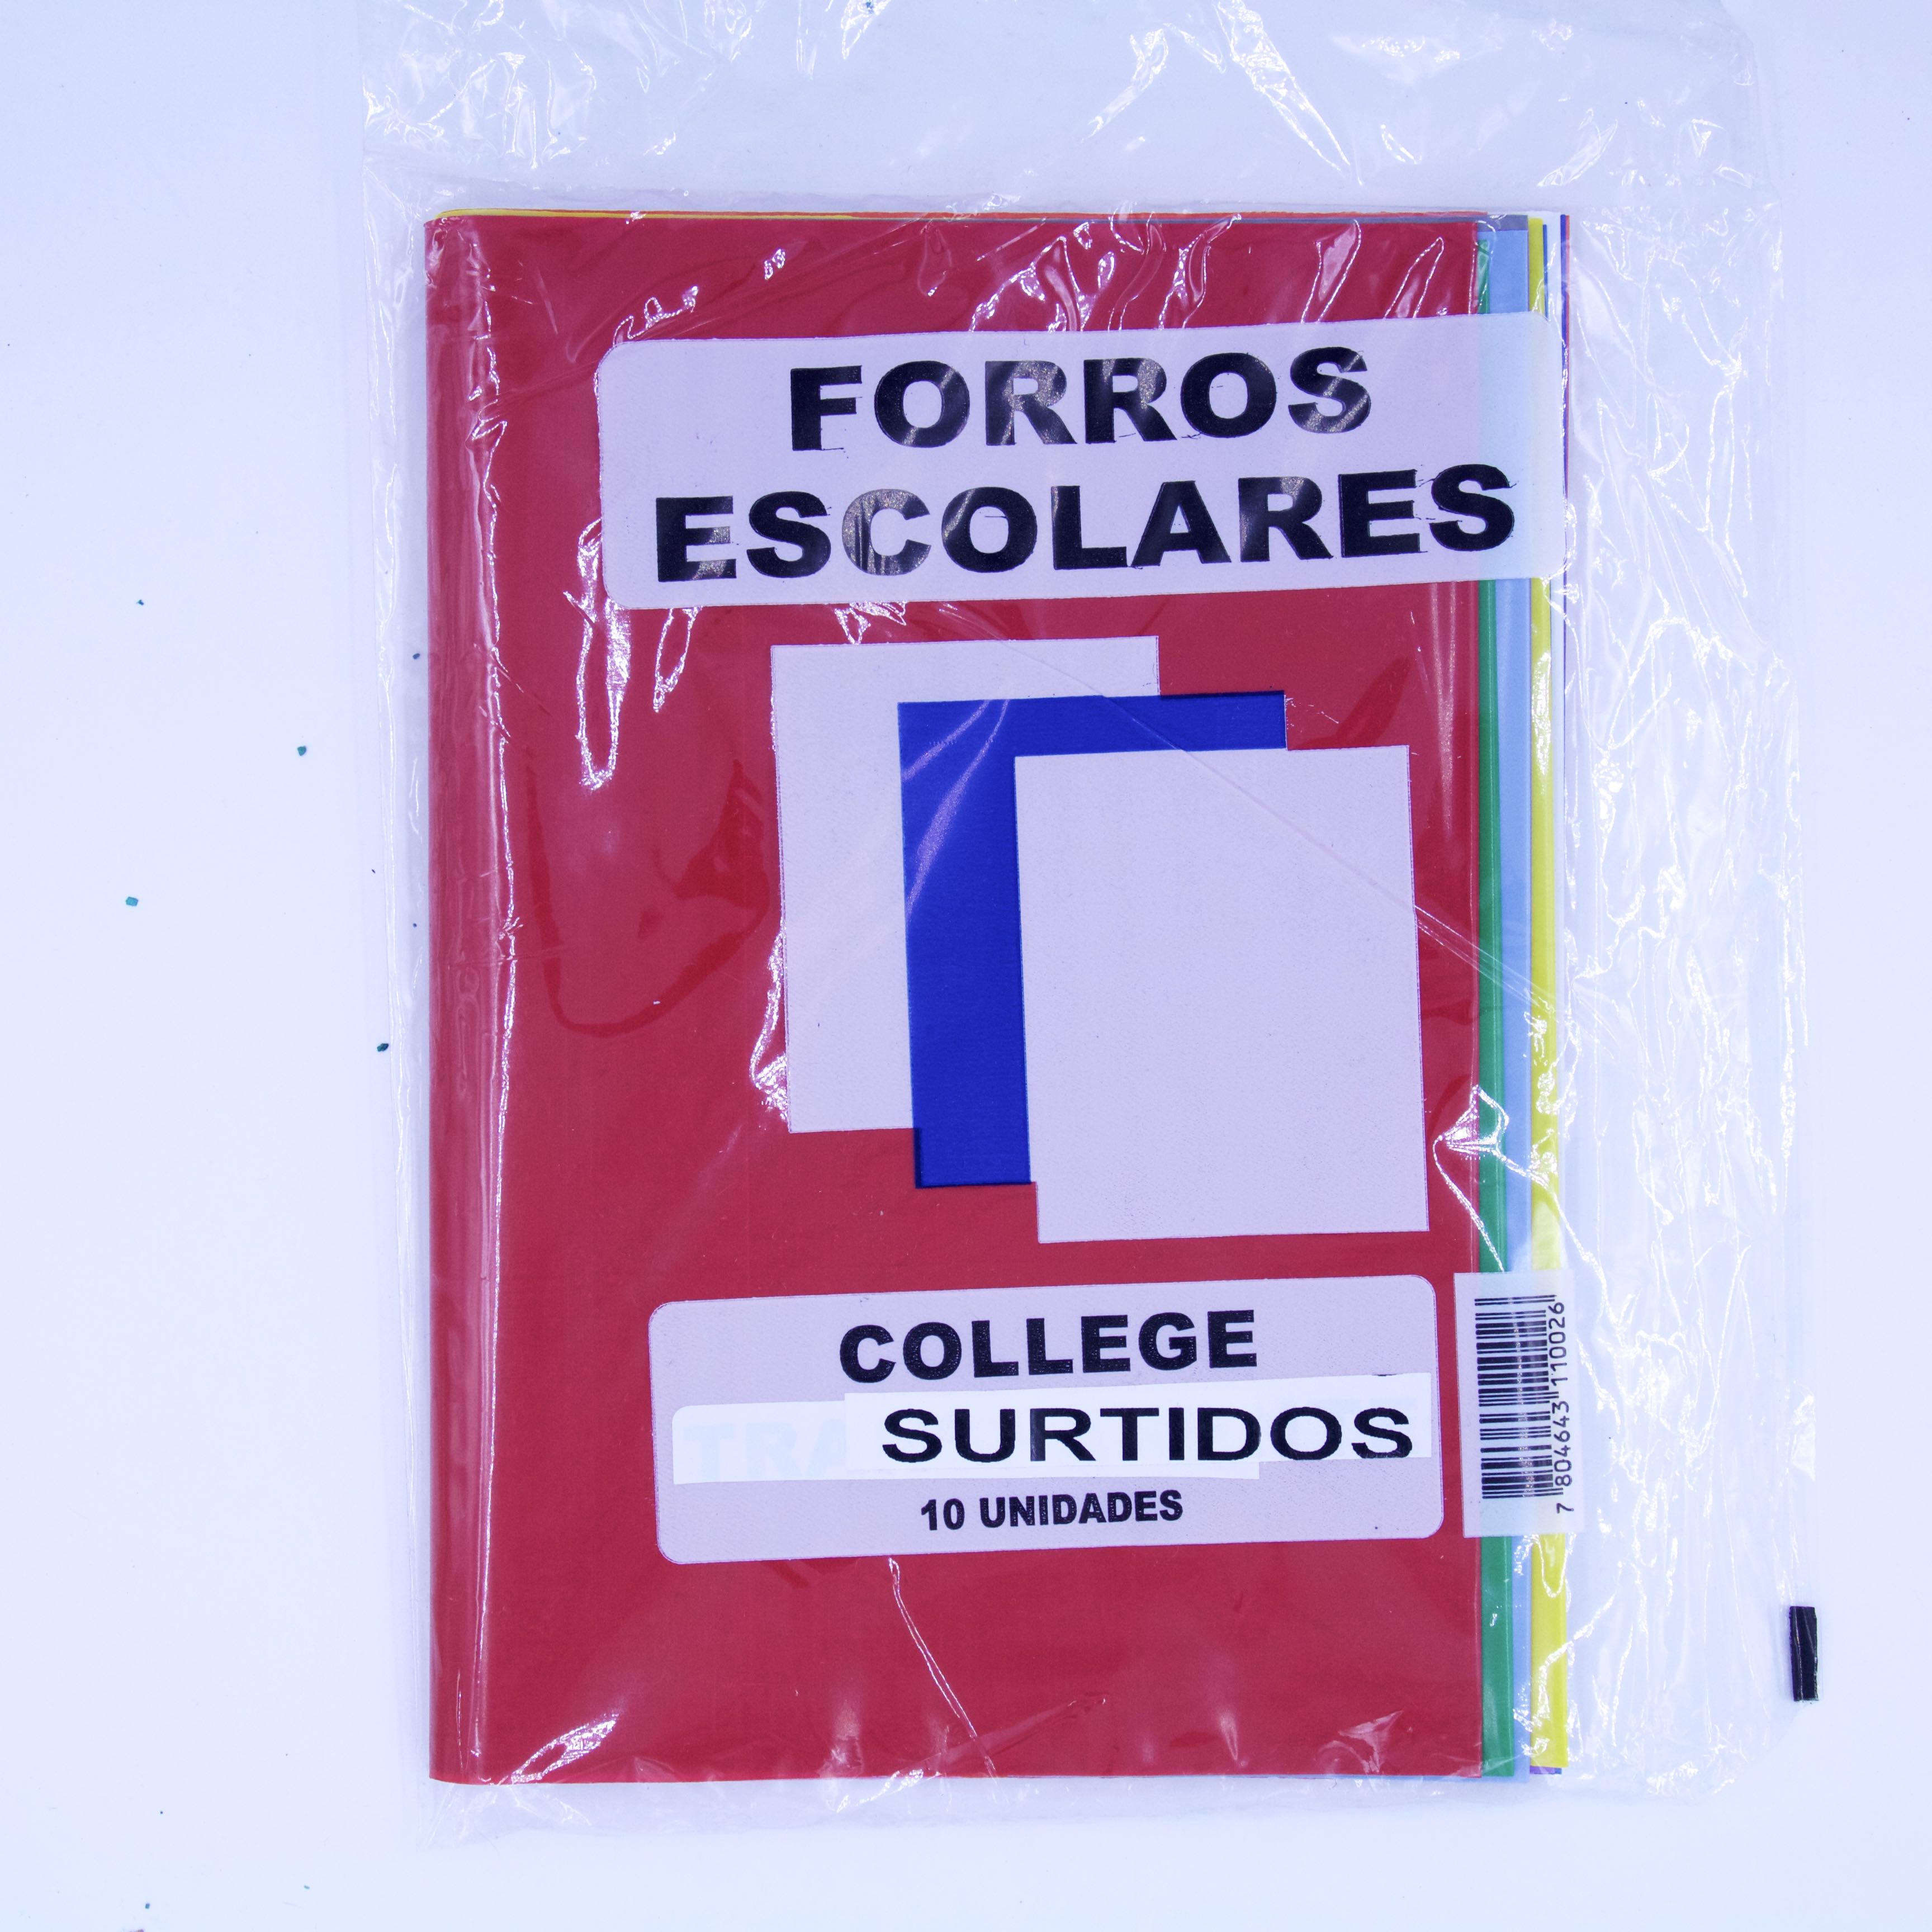 FORROS
ESCOLARES
COLLEGE
SURTIDOS
10 UNIDADES
7 804643 110026